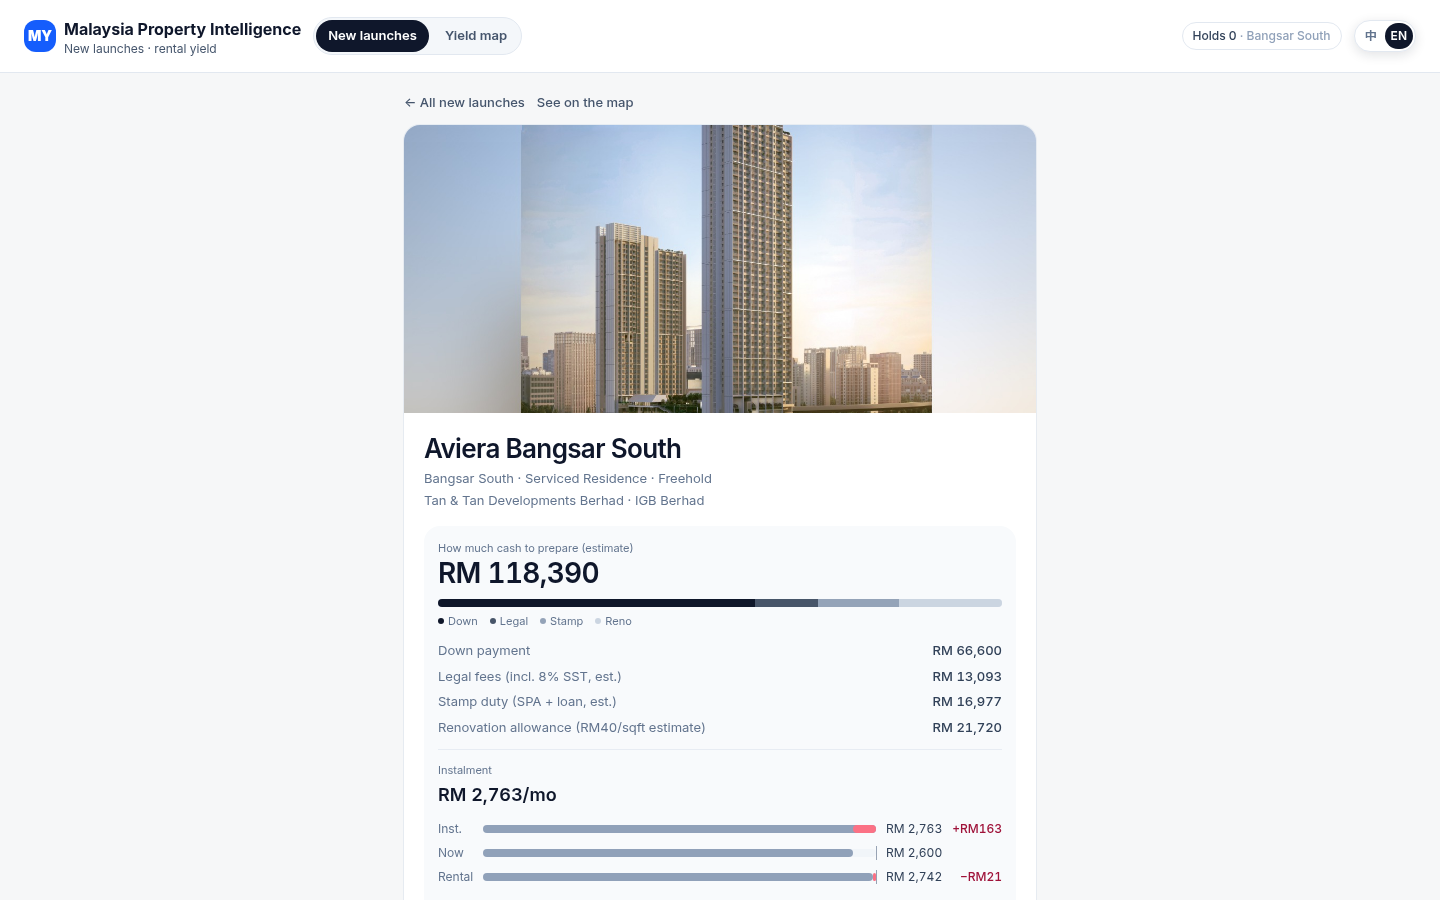 MY
Malaysia Property Intelligence
New launches · rental yield
New launches
Yield map
Holds 0 · Bangsar South
中
EN
← All new launches
See on the map
Aviera Bangsar South
Bangsar South · Serviced Residence · Freehold
Tan & Tan Developments Berhad · IGB Berhad
How much cash to prepare (estimate)
RM 118,390
Down
Legal
Stamp
Reno
Down payment RM 66,600
Legal fees (incl. 8% SST, est.) RM 13,093
Stamp duty (SPA + loan, est.) RM 16,977
Renovation allowance (RM40/sqft estimate) RM 21,720
Instalment
RM 2,763/mo
Inst. RM 2,763 +RM163
Now RM 2,600
Rental RM 2,742 −RM21